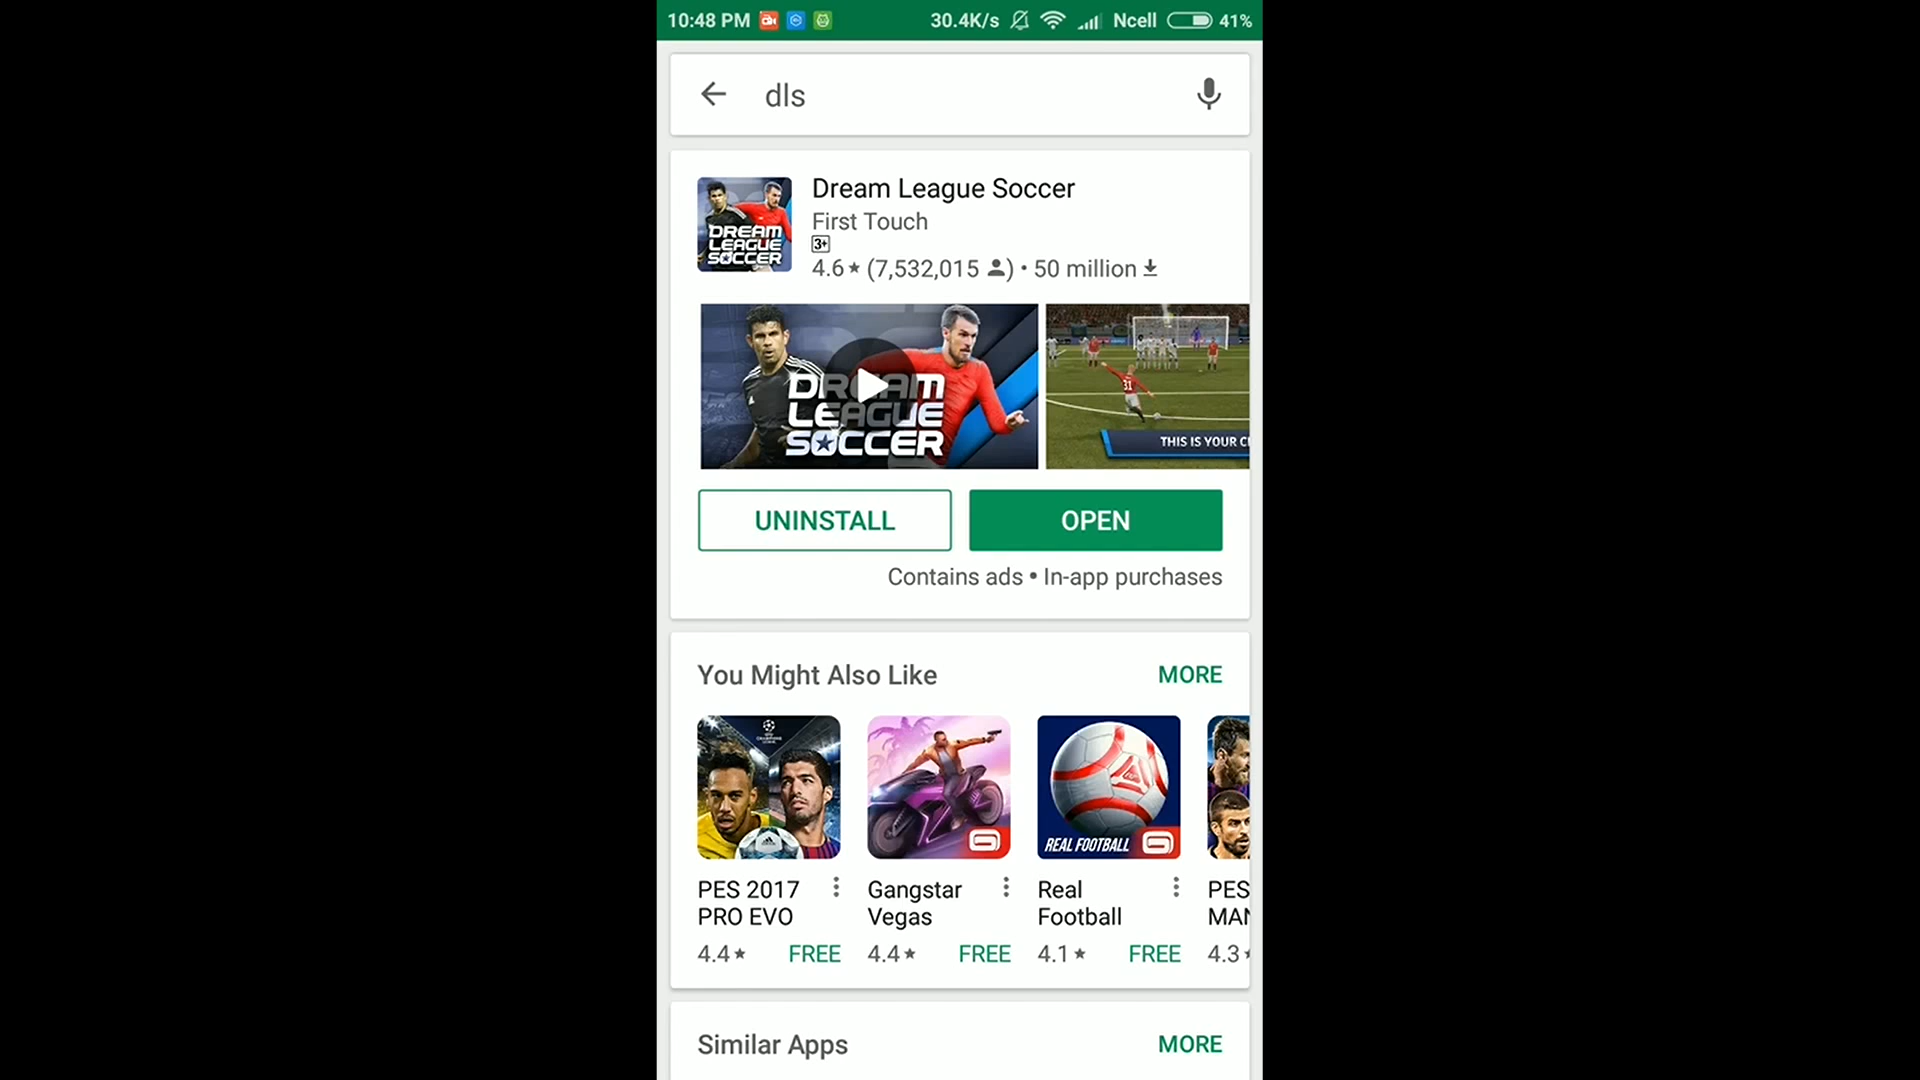 10:48 PM 30.4K/s Ncell 41%
dls
Dream League Soccer
First Touch
3+
4.6★ (7,532,015) • 50 million
DREAM
LEAGUE
SOCCER
DREAM
LEAGUE
SOCCER
31
THIS IS YOUR
UNINSTALL OPEN
Contains ads • In-app purchases
You Might Also Like MORE
REAL FOOTBALL
PES 2017
PRO EVO
4.4★ FREE
Gangstar
Vegas
4.4★ FREE
Real
Football
4.1★ FREE
PES
MAN
4.3
Similar Apps MORE